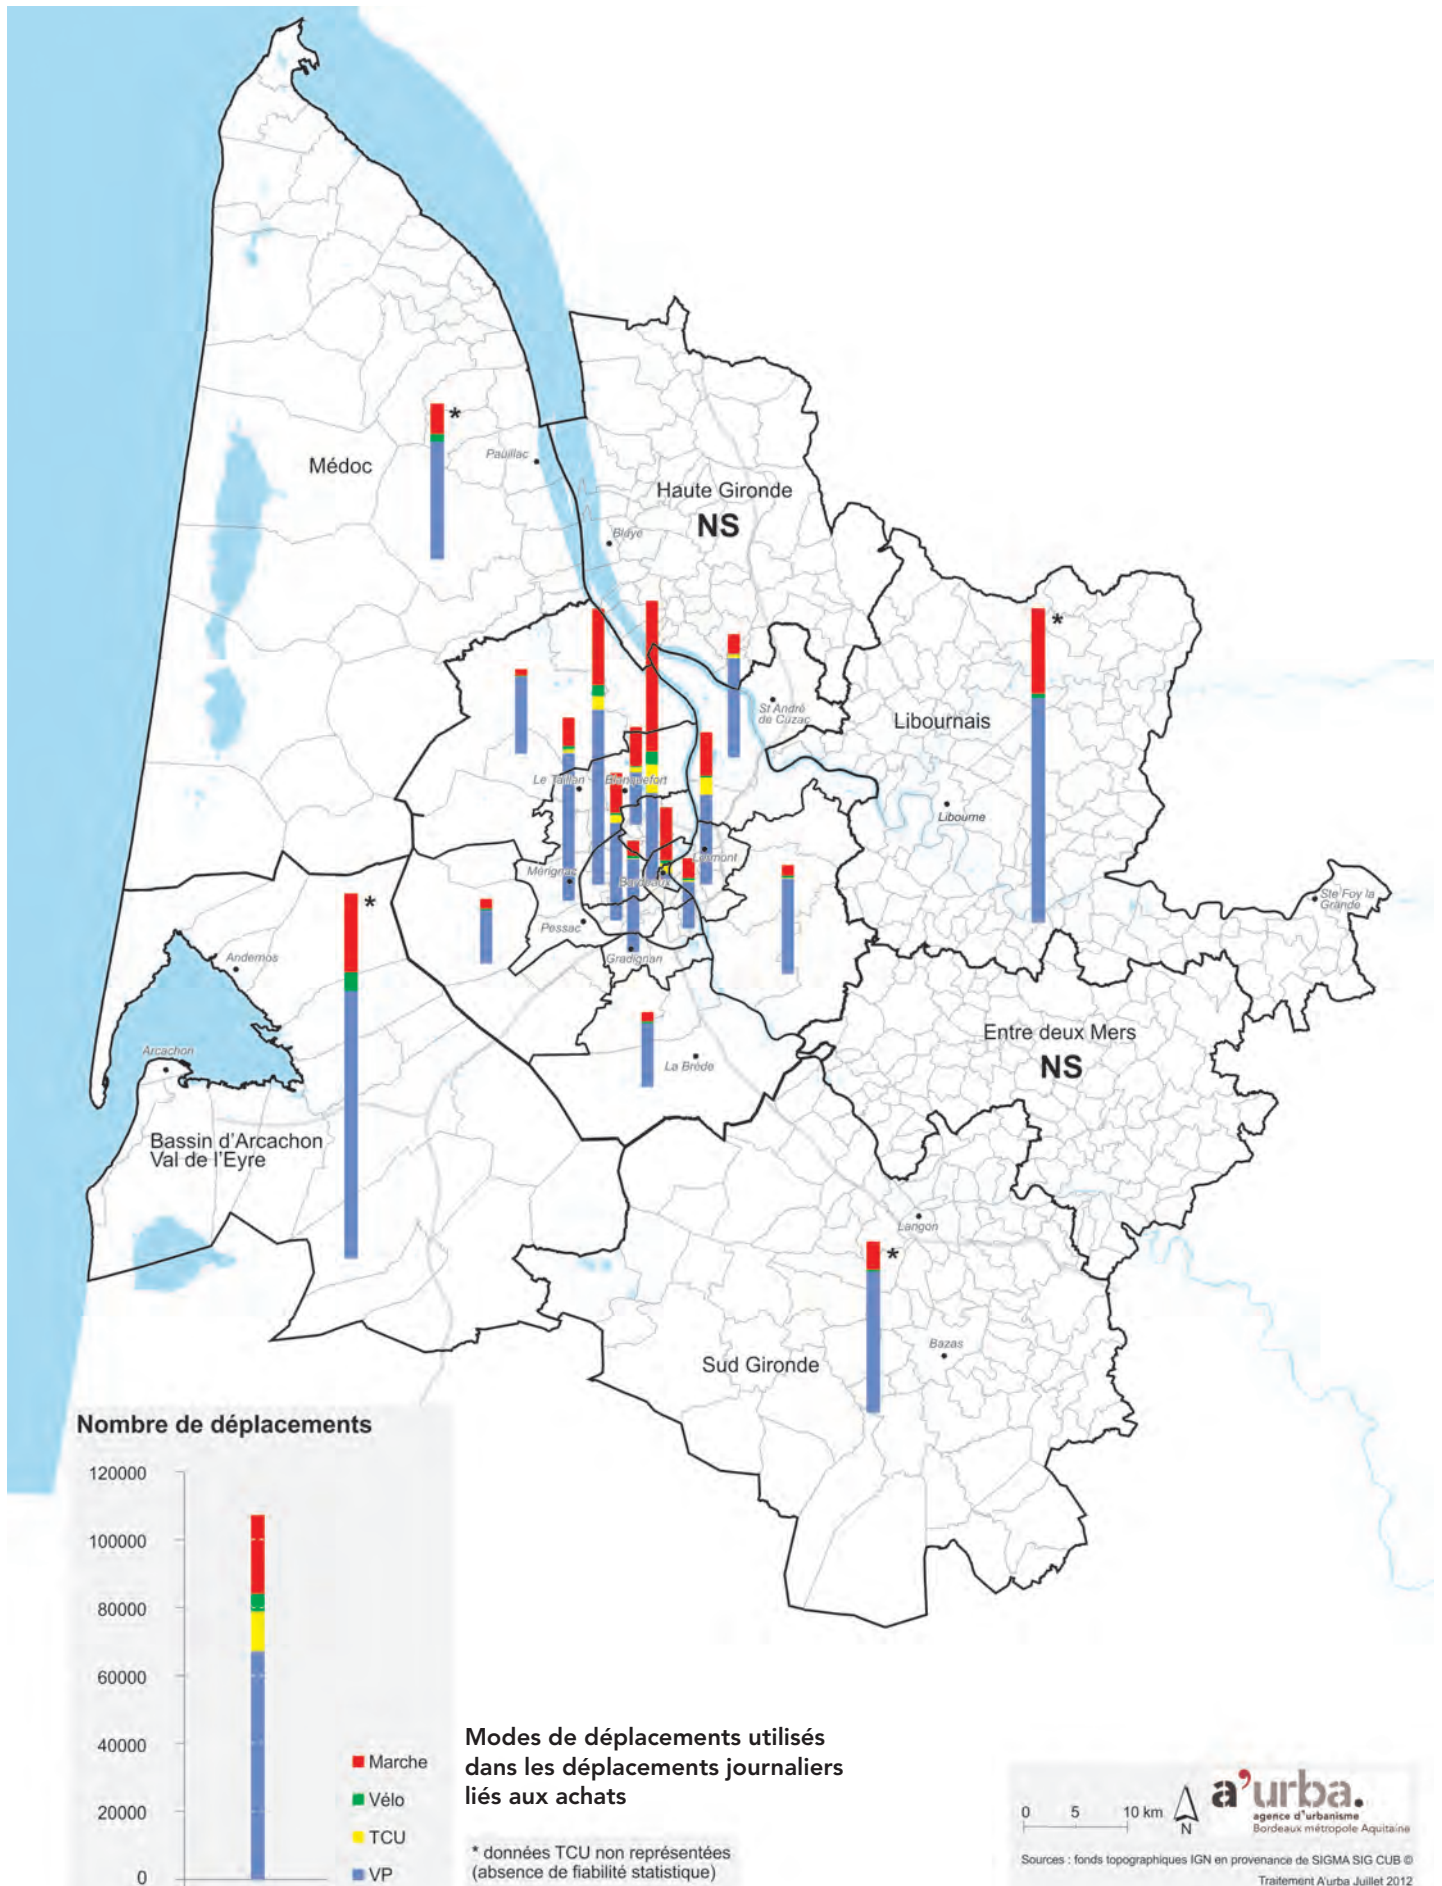 *
Médoc
Pauillac
Haute Gironde
NS
Blaye
*
St André
de Cuzac
Libournais
Le Taillan
Blanquefort
Libourne
Lormont
Mérignac
Bordeaux
Ste Foy la
Grande
*
Pessac
Andernos
Gradignan
Entre deux Mers
NS
Arcachon
La Brède
Bassin d'Arcachon
Val de l'Eyre
Langon
*
Bazas
Sud Gironde
Nombre de déplacements
120000
100000
80000
60000
40000
20000
0
Marche
Vélo
TCU
VP
Modes de déplacements utilisés
dans les déplacements journaliers
liés aux achats
* données TCU non représentées
(absence de fiabilité statistique)
0 5 10 km
N
a'urba.
agence d'urbanisme
Bordeaux métropole Aquitaine
Sources : fonds topographiques IGN en provenance de SIGMA SIG CUB ©
Traitement A'urba Juillet 2012